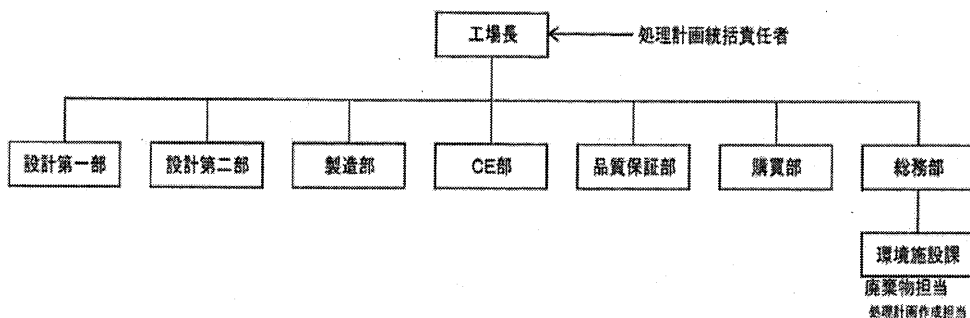 工場長
処理計画統括責任者
設計第一部
設計第二部
製造部
CE部
品質保証部
購買部
総務部
環境施設課
廃棄物担当
処理計画作成担当